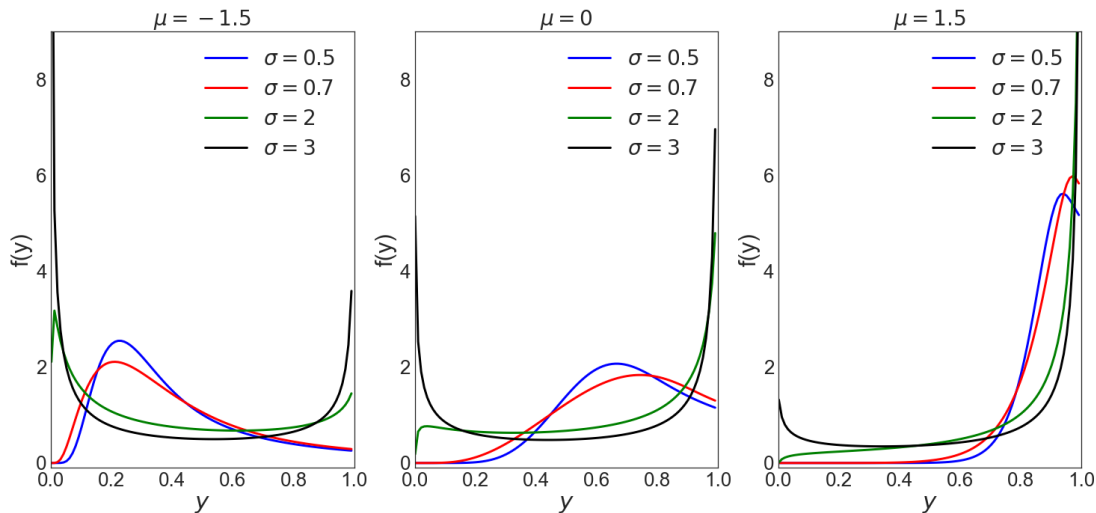 μ = −1.5
f(y)
8
6
4
2
0
0.0
0.2
0.4
0.6
0.8
1.0
y
σ = 0.5
σ = 0.7
σ = 2
σ = 3
μ = 0
f(y)
8
6
4
2
0
0.0
0.2
0.4
0.6
0.8
1.0
y
σ = 0.5
σ = 0.7
σ = 2
σ = 3
μ = 1.5
f(y)
8
6
4
2
0
0.0
0.2
0.4
0.6
0.8
1.0
y
σ = 0.5
σ = 0.7
σ = 2
σ = 3